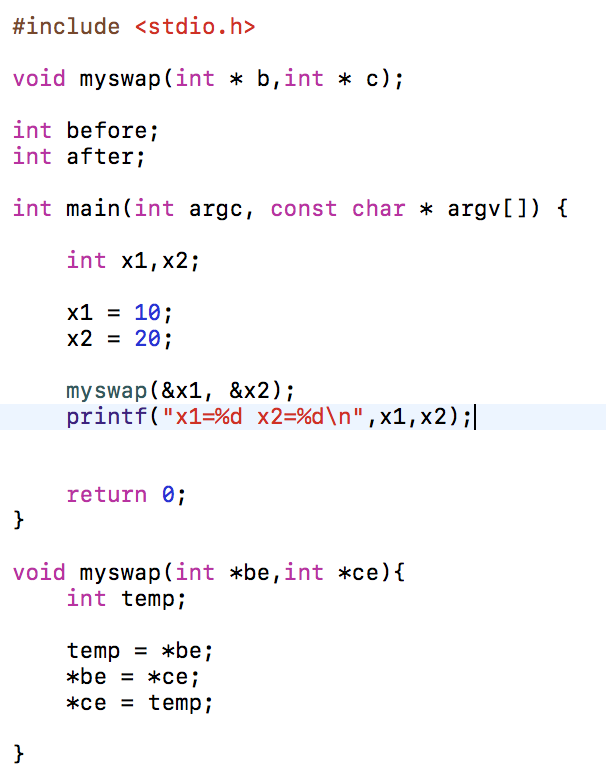 #include <stdio.h>
void myswap(int * b,int * c);
int before;
int after;
int main(int argc, const char * argv[]) {
    int x1,x2;
    x1 = 10;
    x2 = 20;
    myswap(&x1, &x2);
    printf("x1=%d x2=%d\n",x1,x2);
    return 0;
}
void myswap(int *be,int *ce){
    int temp;
    temp = *be;
    *be = *ce;
    *ce = temp;
}